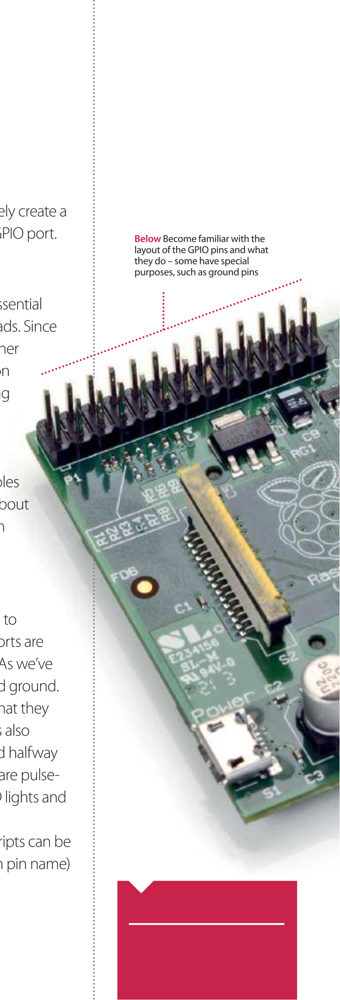 ely create a
GPIO port.
ssential
ads. Since
her
on
ng
ples
bout
n
to
orts are
As we've
d ground.
hat they
s also
d halfway
are pulse-
D lights and
ripts can be
n pin name)
Below Become familiar with the
layout of the GPIO pins and what
they do – some have special
purposes, such as ground pins
P1
C4
C9
RG1
C5
R5
R6
R9
R1
R2
R3
R4
R7
R8
FD6
C1
Ras
E234156
SL-M
94V-0
S2
C2
Power
C3
S1